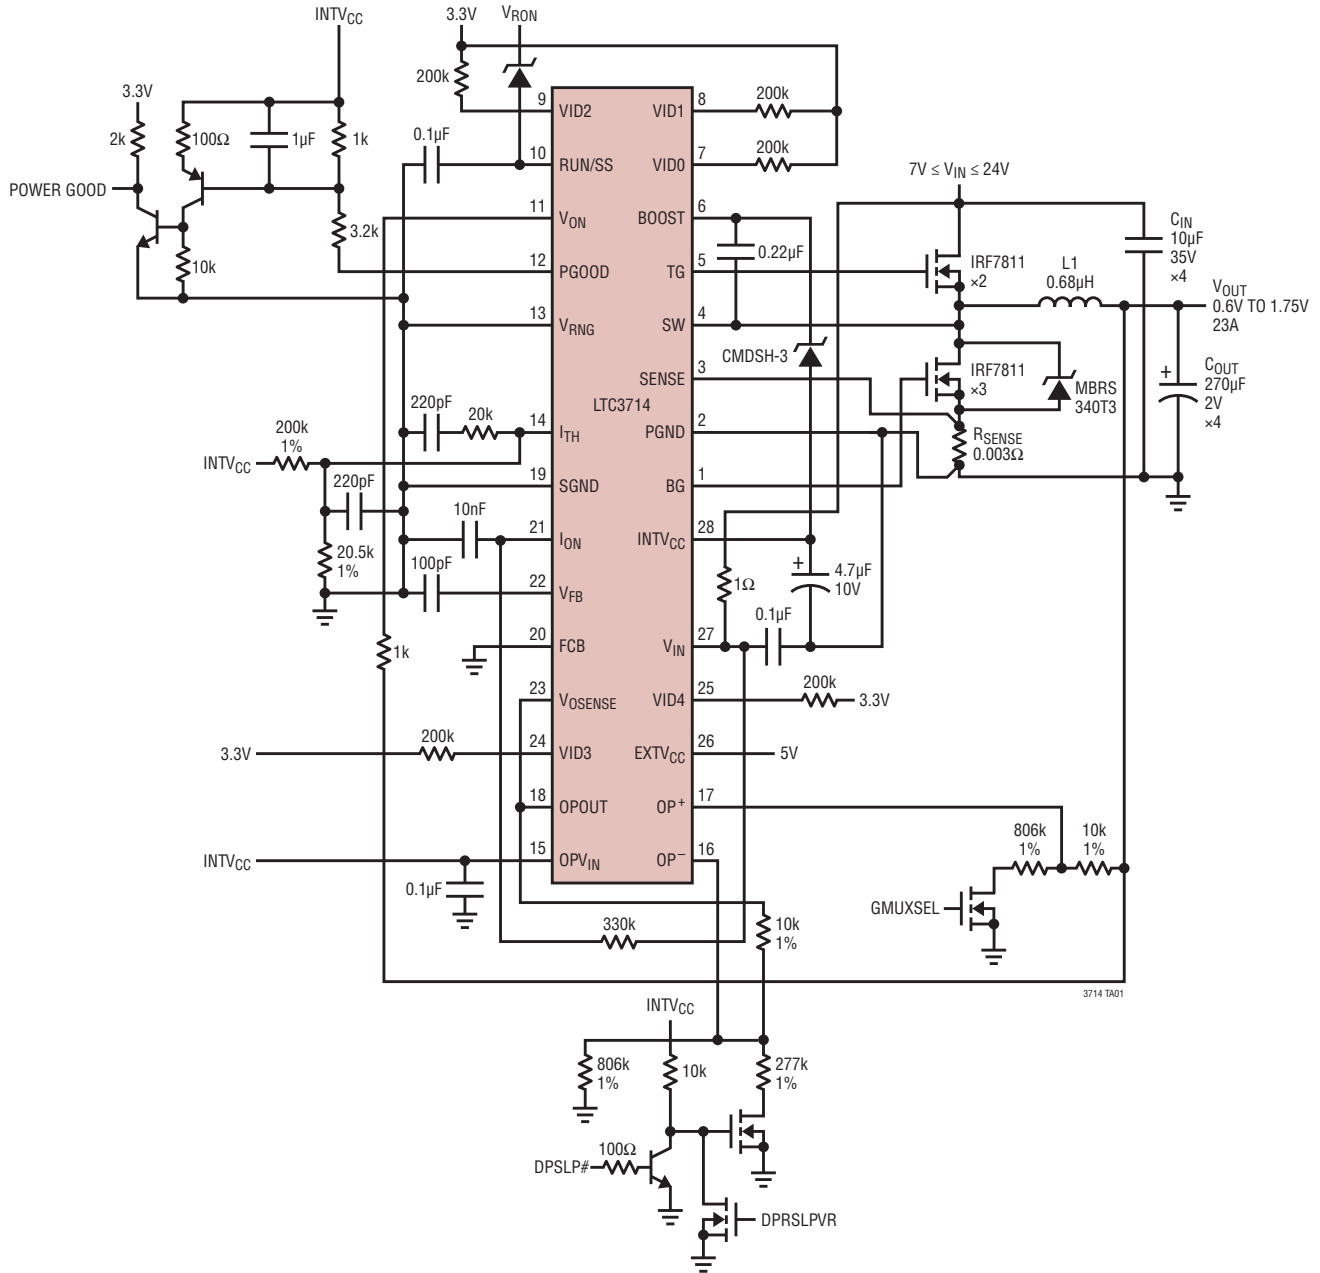 INTVCC
3.3V
VRON
3.3V
200k
2k
100Ω
1µF
1k
0.1µF
POWER GOOD
3.2k
10k
9
VID2
VID1
8
200k
10
RUN/SS
VID0
7
200k
11
VON
BOOST
6
0.22µF
12
PGOOD
TG
5
13
VRNG
SW
4
CMDSH-3
SENSE
3
LTC3714
7V ≤ VIN ≤ 24V
CIN
10µF
35V
×4
IRF7811
×2
L1
0.68µH
VOUT
0.6V TO 1.75V
23A
IRF7811
×3
MBRS
340T3
COUT
270µF
2V
×4
+
RSENSE
0.003Ω
220pF
20k
14
ITH
PGND
2
200k
1%
INTVCC
220pF
19
SGND
BG
1
10nF
21
ION
INTVCC
28
20.5k
1%
100pF
22
VFB
1Ω
+
4.7µF
10V
0.1µF
20
FCB
VIN
27
1k
23
VOSENSE
VID4
25
200k
3.3V
3.3V
200k
24
VID3
EXTVCC
26
5V
18
OPOUT
OP+
17
806k
1%
10k
1%
INTVCC
15
OPVIN
OP–
16
0.1µF
GMUXSEL
330k
10k
1%
3714 TA01
INTVCC
806k
1%
10k
277k
1%
DPSLP#
100Ω
DPRSLPVR